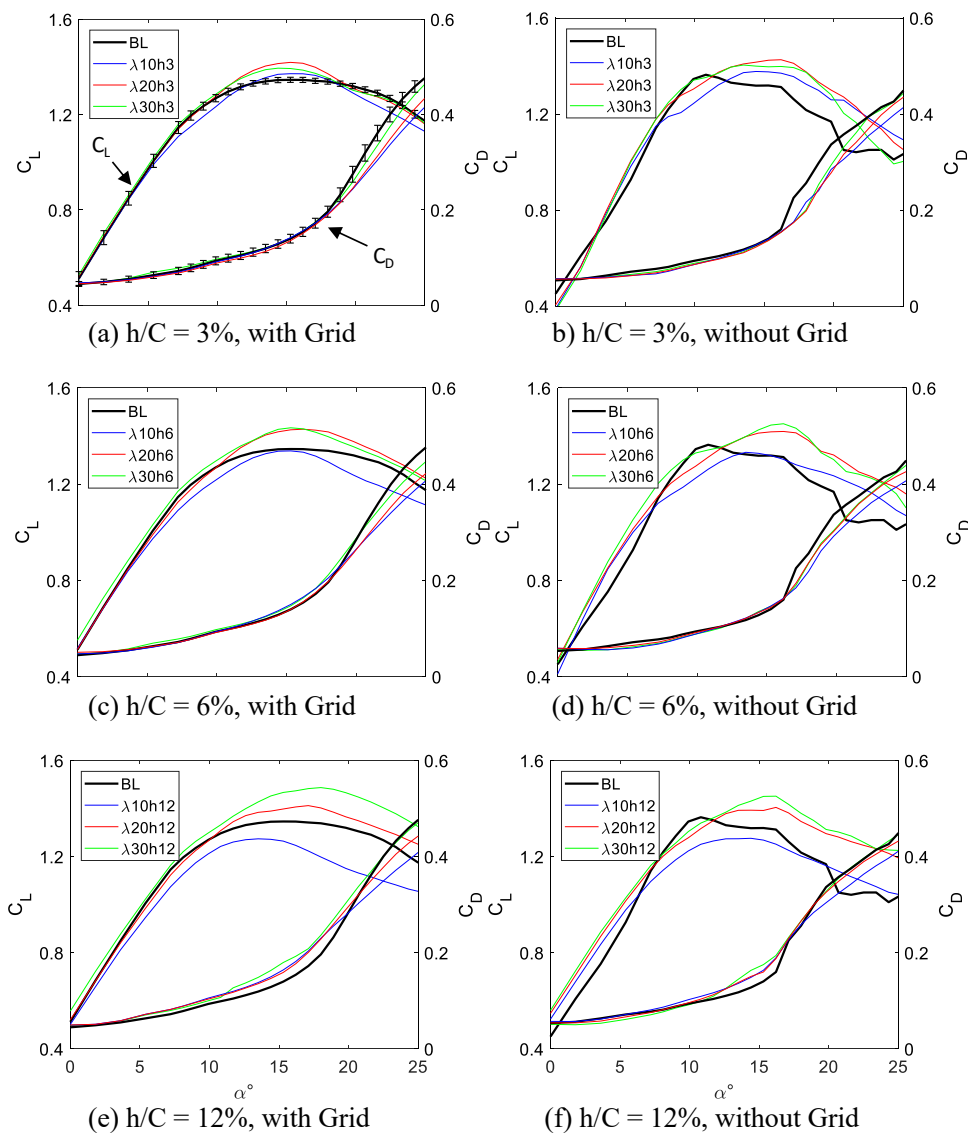 1.6
1.2
0.8
0.4
C_L
BL
λ10h3
λ20h3
λ30h3
C_L
C_D
0.6
0.4
0.2
0
C_D
(a) h/C = 3%, with Grid
1.6
1.2
0.8
0.4
C_L
BL
λ10h3
λ20h3
λ30h3
0.6
0.4
0.2
0
C_D
b) h/C = 3%, without Grid
1.6
1.2
0.8
0.4
C_L
BL
λ10h6
λ20h6
λ30h6
0.6
0.4
0.2
0
C_D
(c) h/C = 6%, with Grid
1.6
1.2
0.8
0.4
C_L
BL
λ10h6
λ20h6
λ30h6
0.6
0.4
0.2
0
C_D
(d) h/C = 6%, without Grid
1.6
1.2
0.8
0.4
C_L
BL
λ10h12
λ20h12
λ30h12
0.6
0.4
0.2
0
C_D
0 5 10 15 20 25
α°
(e) h/C = 12%, with Grid
1.6
1.2
0.8
0.4
C_L
BL
λ10h12
λ20h12
λ30h12
0.6
0.4
0.2
0
C_D
0 5 10 15 20 25
α°
(f) h/C = 12%, without Grid